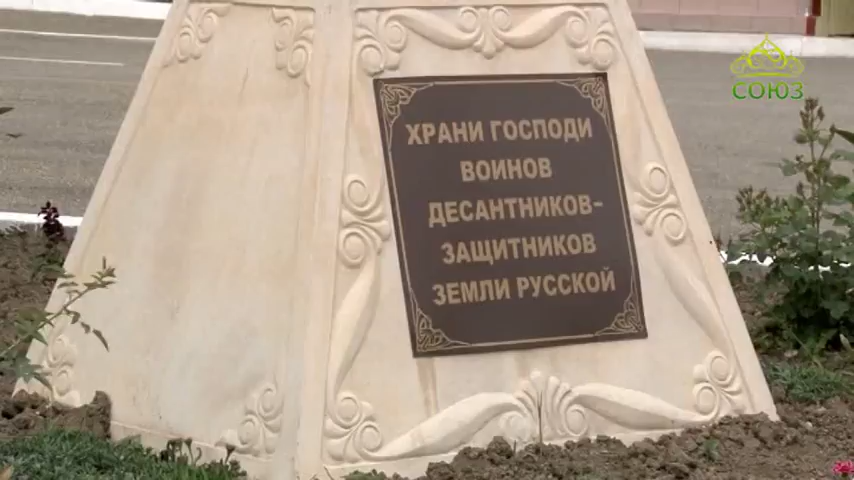 СОЮЗ
ХРАНИ ГОСПОДИ
ВОИНОВ
ДЕСАНТНИКОВ-
ЗАЩИТНИКОВ
ЗЕМЛИ РУССКОЙ